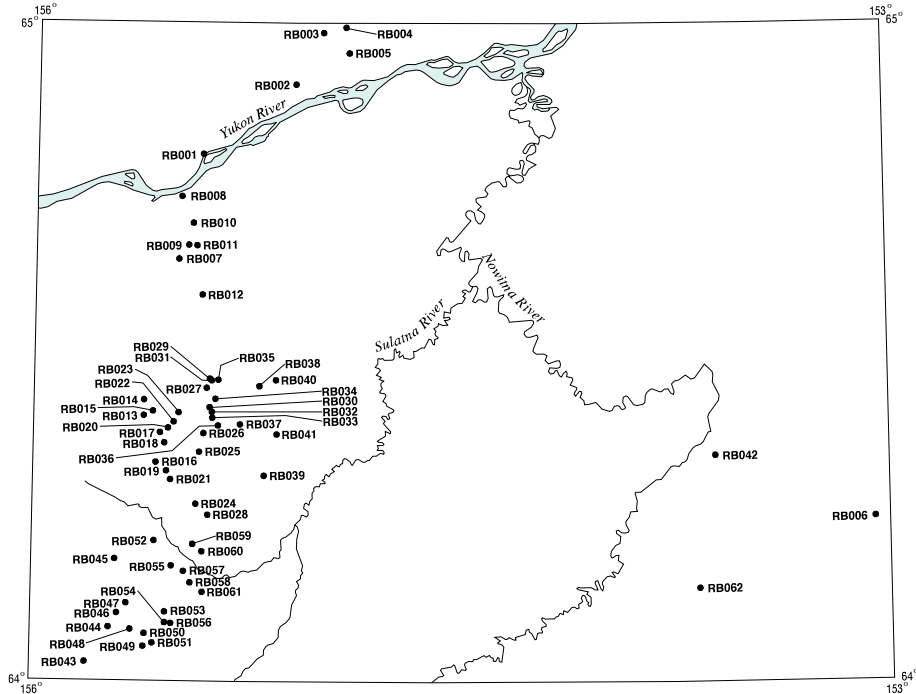 156°
153°
65°
65°
RB003
RB004
RB005
RB002
Yukon River
RB001
RB008
RB010
RB009
RB011
RB007
Nowitna River
RB012
Sulatna River
RB029
RB031
RB035
RB038
RB023
RB040
RB022
RB027
RB034
RB014
RB030
RB015
RB032
RB013
RB033
RB020
RB037
RB017
RB026
RB041
RB018
RB025
RB036
RB042
RB016
RB019
RB039
RB021
RB024
RB028
RB006
RB059
RB052
RB060
RB045
RB055
RB057
RB058
RB054
RB061
RB062
RB047
RB046
RB053
RB056
RB044
RB050
RB048
RB049
RB051
RB043
64°
64°
156°
153°